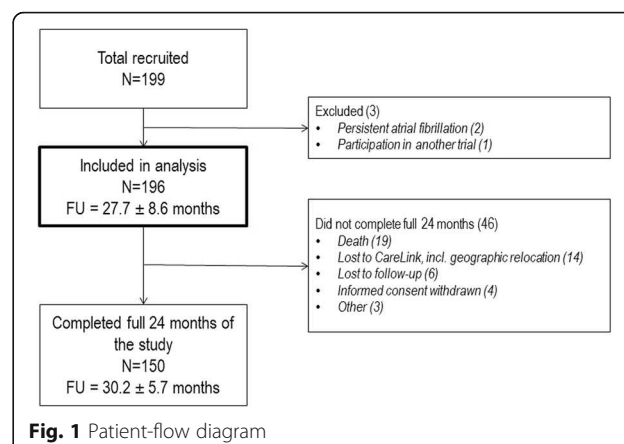 Total recruited
N=199
Excluded (3)
• Persistent atrial fibrillation (2)
• Participation in another trial (1)
Included in analysis
N=196
FU = 27.7 ± 8.6 months
Did not complete full 24 months (46)
• Death (19)
• Lost to CareLink, incl. geographic relocation (14)
• Lost to follow-up (6)
• Informed consent withdrawn (4)
• Other (3)
Completed full 24 months of
the study
N=150
FU = 30.2 ± 5.7 months
Fig. 1 Patient-flow diagram